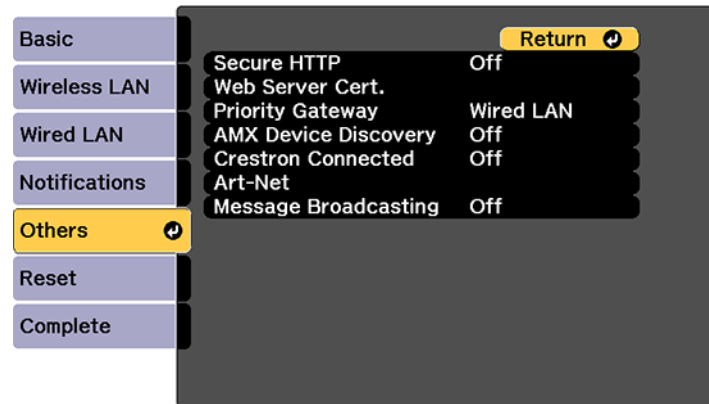 Basic
Wireless LAN
Wired LAN
Notifications
Others
Reset
Complete
Return
Secure HTTP Off
Web Server Cert.
Priority Gateway Wired LAN
AMX Device Discovery Off
Crestron Connected Off
Art-Net
Message Broadcasting Off